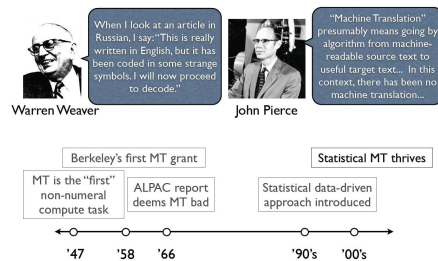 When I look at an article in
Russian, I say: “This is really
written in English, but it has
been coded in some strange
symbols. I will now proceed
to decode.”
Warren Weaver
“Machine Translation”
presumably means going by
algorithm from machine-
readable source text to
useful target text... In this
context, there has been no
machine translation...
John Pierce
Berkeley’s first MT grant
Statistical MT thrives
MT is the “first”
non-numeral
compute task
ALPAC report
deems MT bad
Statistical data-driven
approach introduced
’47
’58
’66
’90’s
’00’s